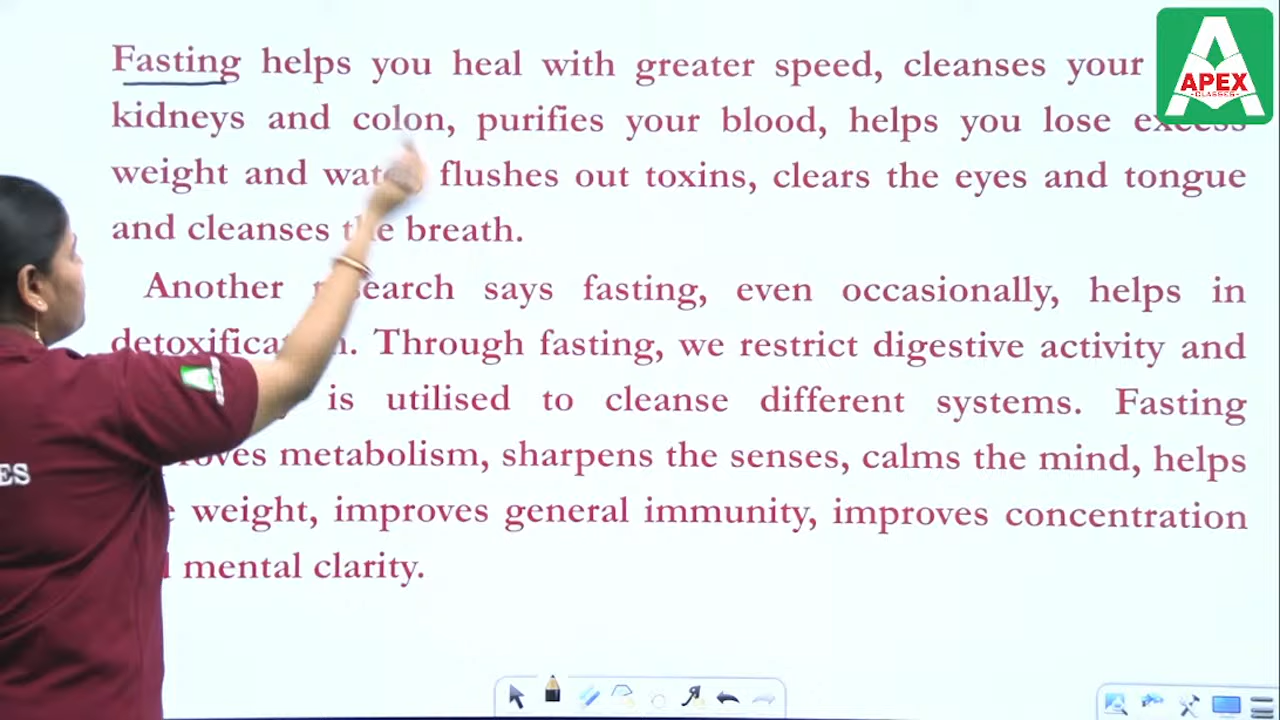 Fasting helps you heal with greater speed, cleanses your
kidneys and colon, purifies your blood, helps you lose excess
weight and flushes out toxins, clears the eyes and tongue
and cleanses the breath.
Another says fasting, even occasionally, helps in
Through fasting, we restrict digestive activity and
is utilised to cleanse different systems. Fasting
metabolism, sharpens the senses, calms the mind, helps
weight, improves general immunity, improves concentration
mental clarity.
APEX
CLASSES